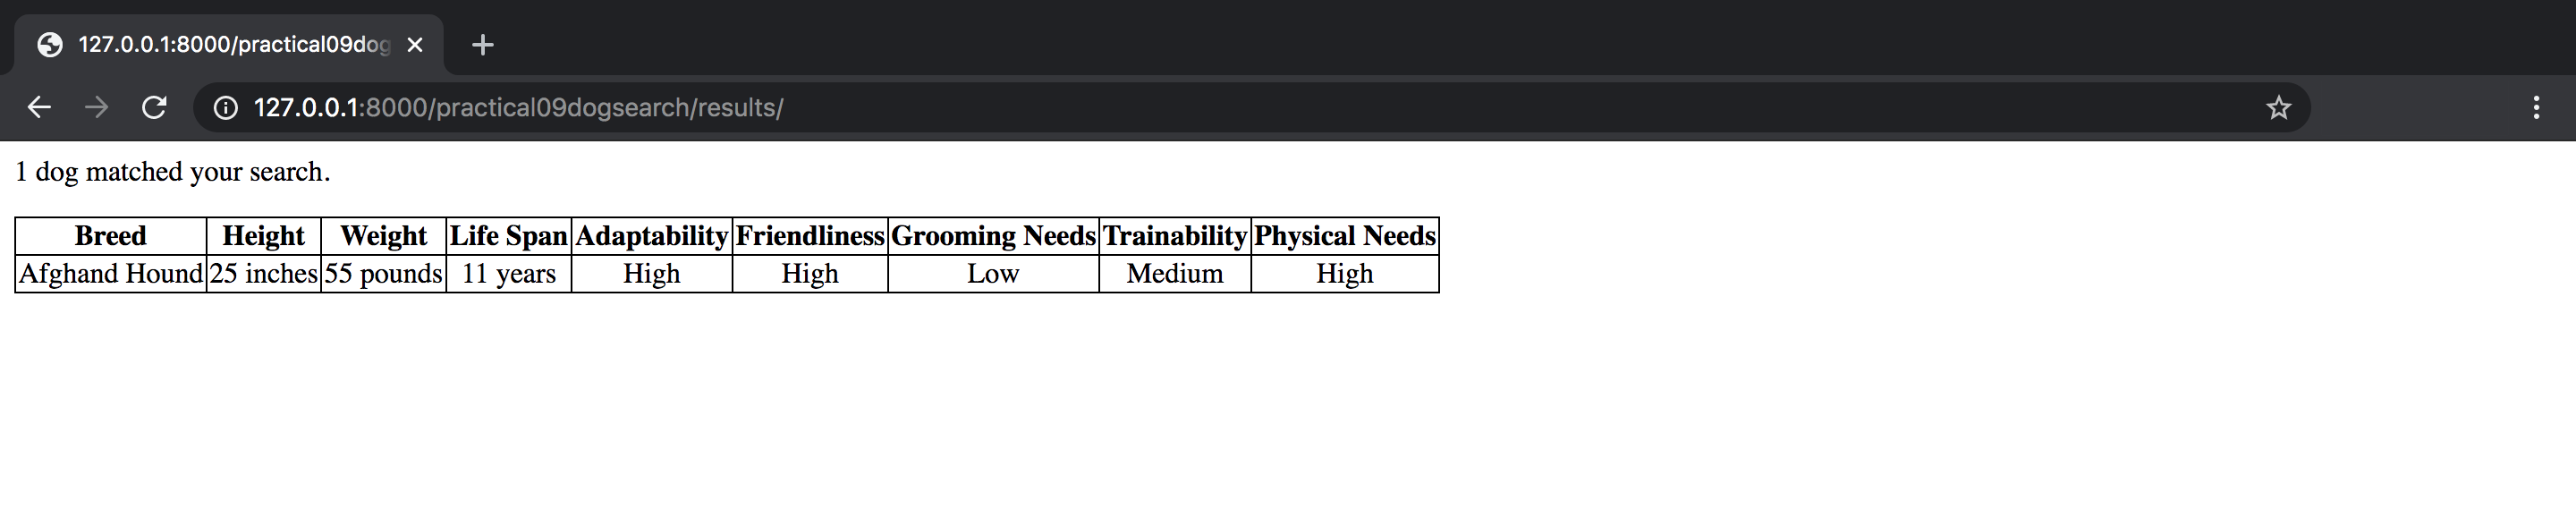 127.0.0.1:8000/practical09dog
127.0.0.1:8000/practical09dogsearch/results/
1 dog matched your search.
Breed Height Weight Life Span Adaptability Friendliness Grooming Needs Trainability Physical Needs
Afghand Hound 25 inches 55 pounds 11 years High High Low Medium High